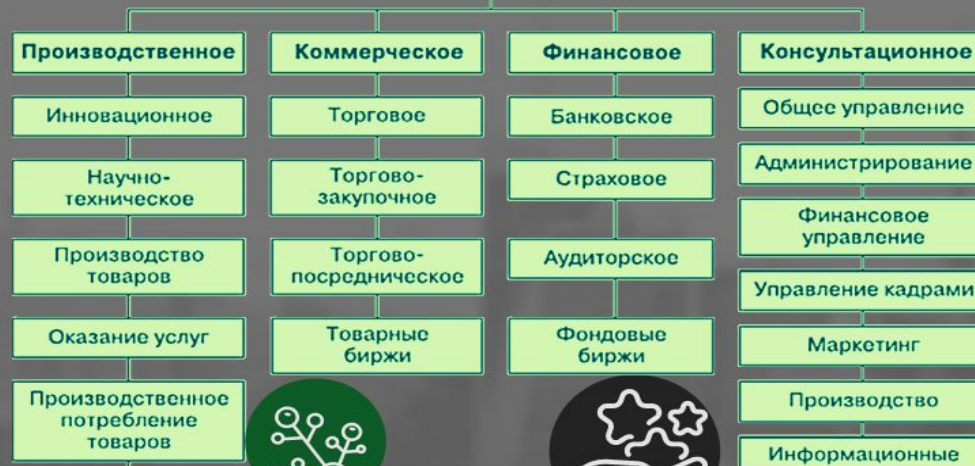 Производственное
Инновационное
Научно-
техническое
Производство
товаров
Оказание услуг
Производственное
потребление
товаров
Коммерческое
Торговое
Торгово-
закупочное
Торгово-
посредническое
Товарные
биржи
Финансовое
Банковское
Страховое
Аудиторское
Фондовые
биржи
Консультационное
Общее управление
Администрирование
Финансовое
управление
Управление кадрами
Маркетинг
Производство
Информационные